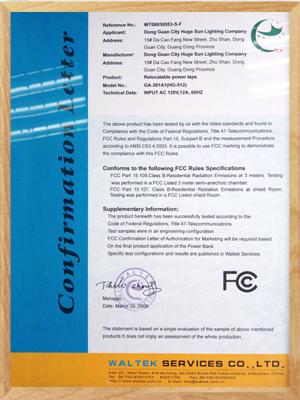 Confirmation Letter
Reference No.: WT08030953-S-F
Applicant: Dong Guan City Huge Sun Lighting Company
Address: 15# Da Cao Fang New Street, Zhu Shan, Dong
Guan City, Guang Dong Province
Manufacturer: Dong Guan City Huge Sun Lighting Company
Address: 15# Da Cao Fang New Street, Zhu Shan, Dong
Guan City, Guang Dong Province
Product: Relocatable power taps
Model No.: GA-301A1(HG-512)
Technical Data: INPUT AC 120V,12A, 60HZ
with the listed standards and found in
Compliance with the Code of Federal Regulations, Title 47-Telecommunications,
FCC Rules and Regulations Part 15, Subpart B and the measurement Procedure
according to ANSI C63.4 2003. It is possible to use FCC marking to demonstrate
the compliance with this FCC Rules.
Conforms to the following FCC Rules Specifications
FCC Part 15.109,Class B-Residential Radiation Emissions at 3 meters. Testing
was performed in a FCC Listed 3 meter semi-anechoic chamber.
FCC Part 15.107, Class B-Residential Emissions at shield Room.
Testing is performed in a FCC Listed shield Room
Supplementary Information:
The product herewith has been successfully tested according to the
Code of Federal Regulations, Title 47-Telecommunications.
Test samples were in an engineering configuration.
FCC Confirmation Letter of Authorization for Marketing will be required based
On the final product application of the Power Bank.
Specific test configurations and results are published in Waltek Services.
FCC
Manager
Date: March 29, 2008
The statement is based on a single evaluation of the sample of above mentioned
products.It does not imply an assessment of the whole production.
WALTEK SERVICES CO.,LTD.